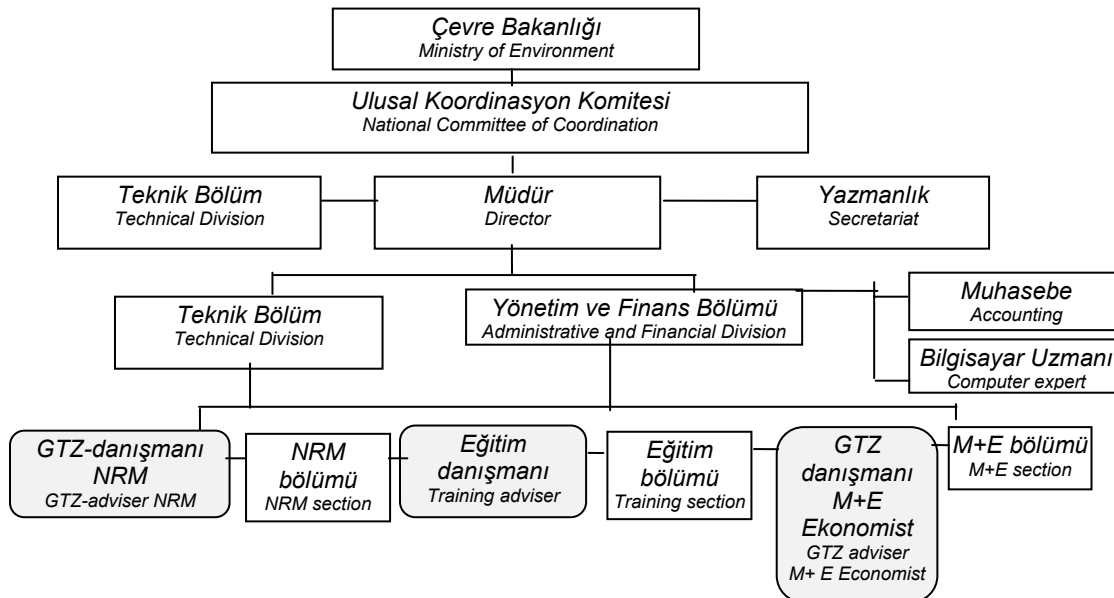 Çevre Bakanlığı
Ministry of Environment
Ulusal Koordinasyon Komitesi
National Committee of Coordination
Teknik Bölüm
Technical Division
Müdür
Director
Yazmanlık
Secretariat
Teknik Bölüm
Technical Division
Yönetim ve Finans Bölümü
Administrative and Financial Division
Muhasebe
Accounting
Bilgisayar Uzmanı
Computer expert
GTZ-danışmanı
NRM
GTZ-adviser NRM
NRM
bölümü
NRM section
Eğitim
danışmanı
Training adviser
Eğitim
bölümü
Training section
GTZ
danışmanı
M+E
Ekonomist
GTZ adviser
M+ E Economist
M+E bölümü
M+E section